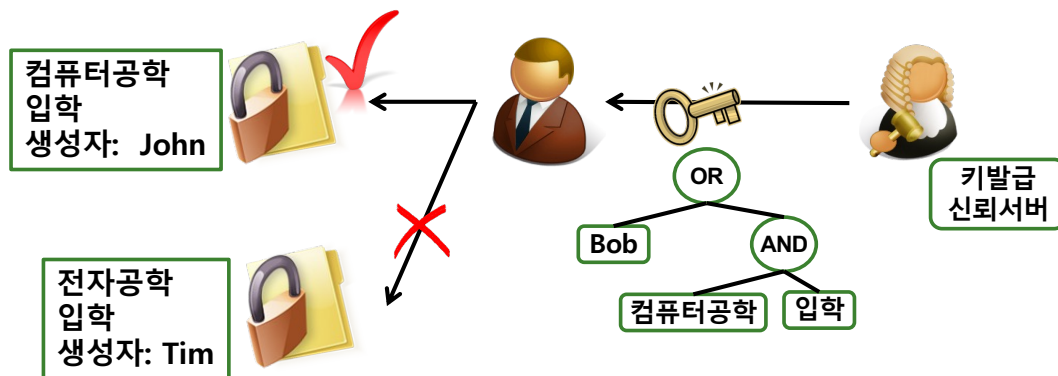 컴퓨터공학
입학
생성자: John
키발급
신뢰서버
OR
Bob
AND
컴퓨터공학
입학
전자공학
입학
생성자: Tim